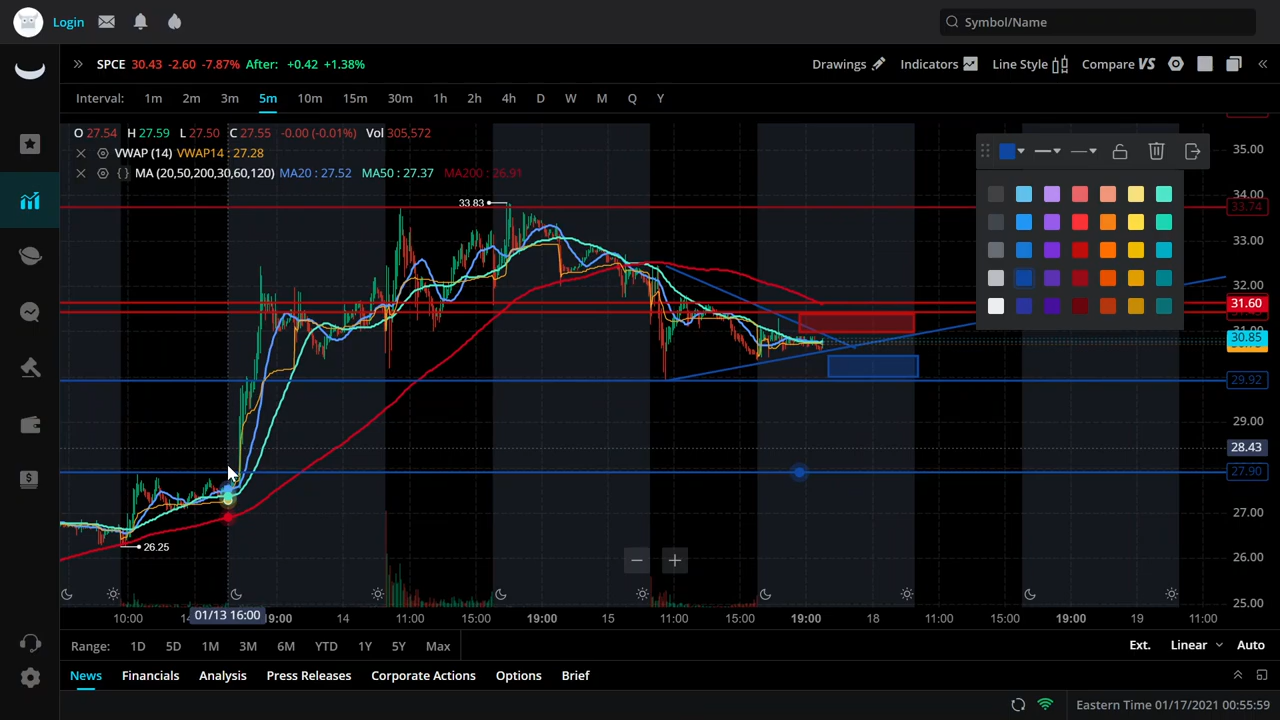 Login
Symbol/Name
SPCE 30.43 -2.60 -7.87% After: +0.42 +1.38%
Drawings Indicators Line Style Compare VS
Interval: 1m 2m 3m 5m 10m 15m 30m 1h 2h 4h D W M Q Y
O 27.54 H 27.59 L 27.50 C 27.55 -0.00 (-0.01%) Vol 305,572
VWAP (14) VWAP14 : 27.28
MA (20,50,200,30,60,120) MA20 : 27.52 MA50 : 27.37 MA200 : 26.91
35.00
34.00
33.83
33.74
33.00
32.00
31.60
31.00
30.85
29.92
29.00
28.43
27.90
27.00
26.00
26.25
25.00
10:00 01/13 16:00 19:00 14 11:00 15:00 19:00 15 11:00 15:00 19:00 18 11:00 15:00 19:00 19 11:00
Range: 1D 5D 1M 3M 6M YTD 1Y 5Y Max
Ext. Linear Auto
News Financials Analysis Press Releases Corporate Actions Options Brief
Eastern Time 01/17/2021 00:55:59